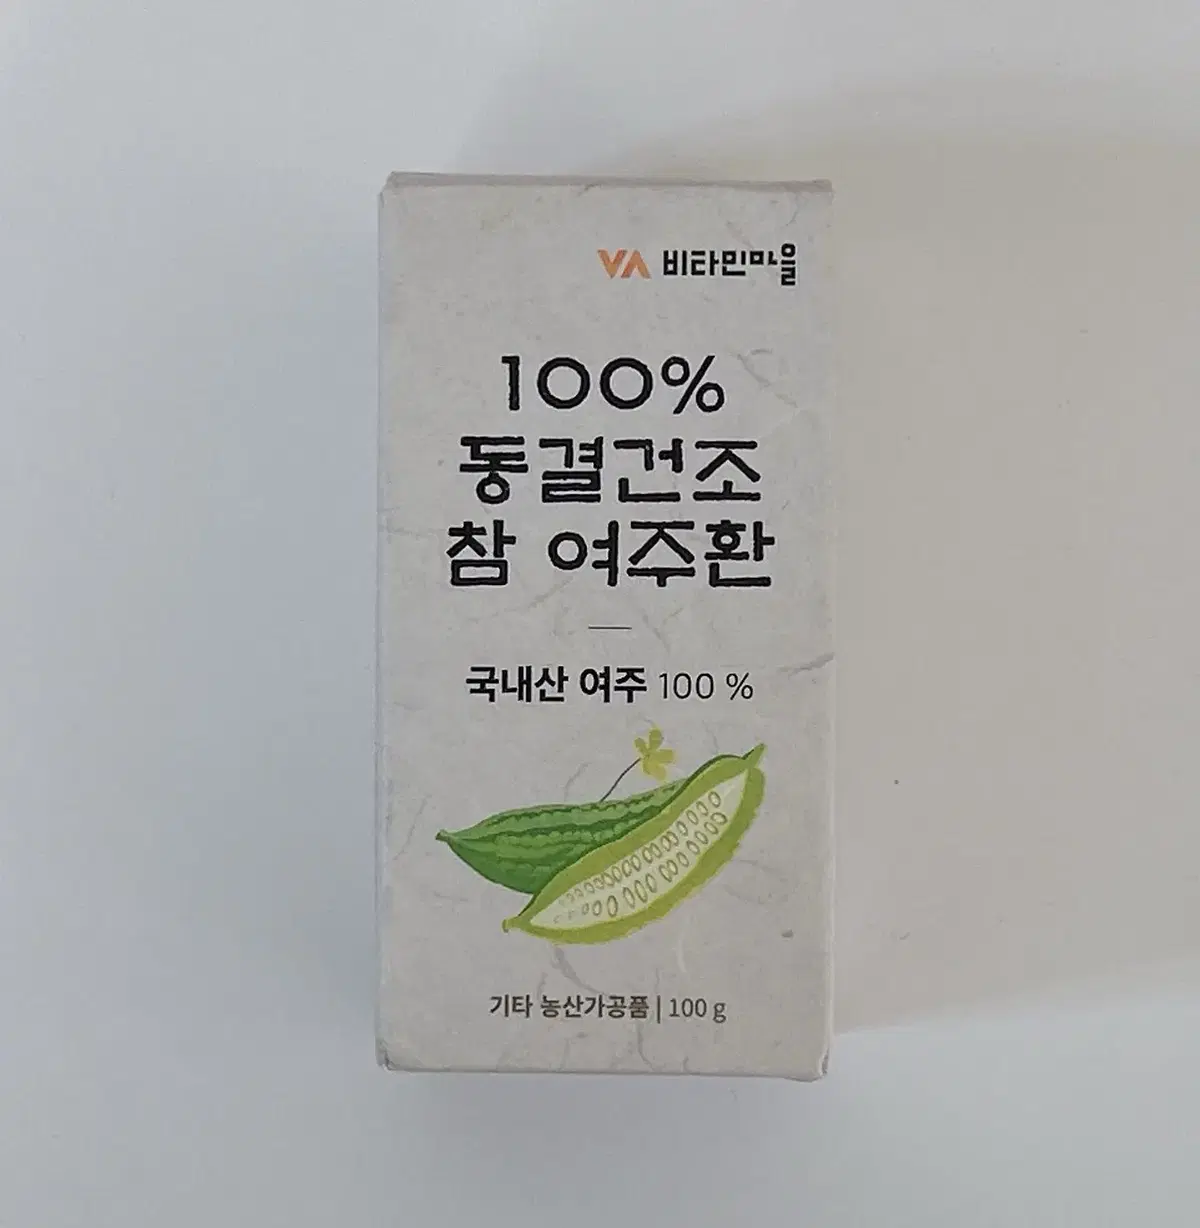 VA 비타민마을
100%
동결건조
참 여주환
국내산 여주 100 %
기타 농산가공품 | 100 g